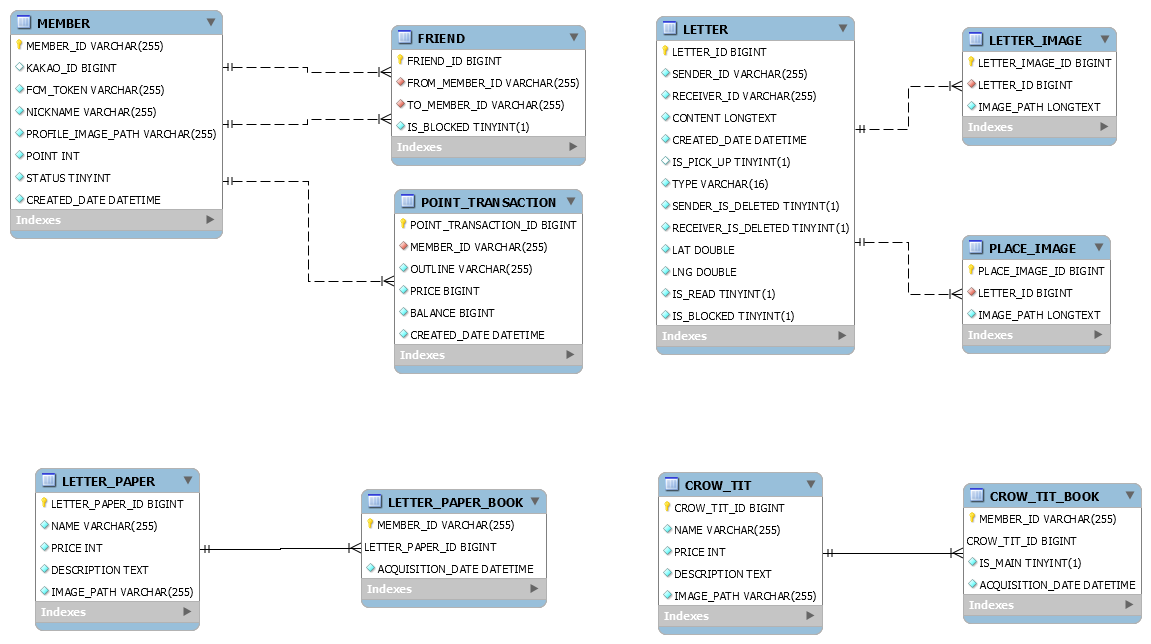 MEMBER
MEMBER_ID VARCHAR(255)
KAKAO_ID BIGINT
FCM_TOKEN VARCHAR(255)
NICKNAME VARCHAR(255)
PROFILE_IMAGE_PATH VARCHAR(255)
POINT INT
STATUS TINYINT
CREATED_DATE DATETIME
Indexes
FRIEND
FRIEND_ID BIGINT
FROM_MEMBER_ID VARCHAR(255)
TO_MEMBER_ID VARCHAR(255)
IS_BLOCKED TINYINT(1)
Indexes
POINT_TRANSACTION
POINT_TRANSACTION_ID BIGINT
MEMBER_ID VARCHAR(255)
OUTLINE VARCHAR(255)
PRICE BIGINT
BALANCE BIGINT
CREATED_DATE DATETIME
Indexes
LETTER
LETTER_ID BIGINT
SENDER_ID VARCHAR(255)
RECEIVER_ID VARCHAR(255)
CONTENT LONGTEXT
CREATED_DATE DATETIME
IS_PICK_UP TINYINT(1)
TYPE VARCHAR(16)
SENDER_IS_DELETED TINYINT(1)
RECEIVER_IS_DELETED TINYINT(1)
LAT DOUBLE
LNG DOUBLE
IS_READ TINYINT(1)
IS_BLOCKED TINYINT(1)
Indexes
LETTER_IMAGE
LETTER_IMAGE_ID BIGINT
LETTER_ID BIGINT
IMAGE_PATH LONGTEXT
Indexes
PLACE_IMAGE
PLACE_IMAGE_ID BIGINT
LETTER_ID BIGINT
IMAGE_PATH LONGTEXT
Indexes
LETTER_PAPER
LETTER_PAPER_ID BIGINT
NAME VARCHAR(255)
PRICE INT
DESCRIPTION TEXT
IMAGE_PATH VARCHAR(255)
Indexes
LETTER_PAPER_BOOK
MEMBER_ID VARCHAR(255)
LETTER_PAPER_ID BIGINT
ACQUISITION_DATE DATETIME
Indexes
CROW_TIT
CROW_TIT_ID BIGINT
NAME VARCHAR(255)
PRICE INT
DESCRIPTION TEXT
IMAGE_PATH VARCHAR(255)
Indexes
CROW_TIT_BOOK
MEMBER_ID VARCHAR(255)
CROW_TIT_ID BIGINT
IS_MAIN TINYINT(1)
ACQUISITION_DATE DATETIME
Indexes